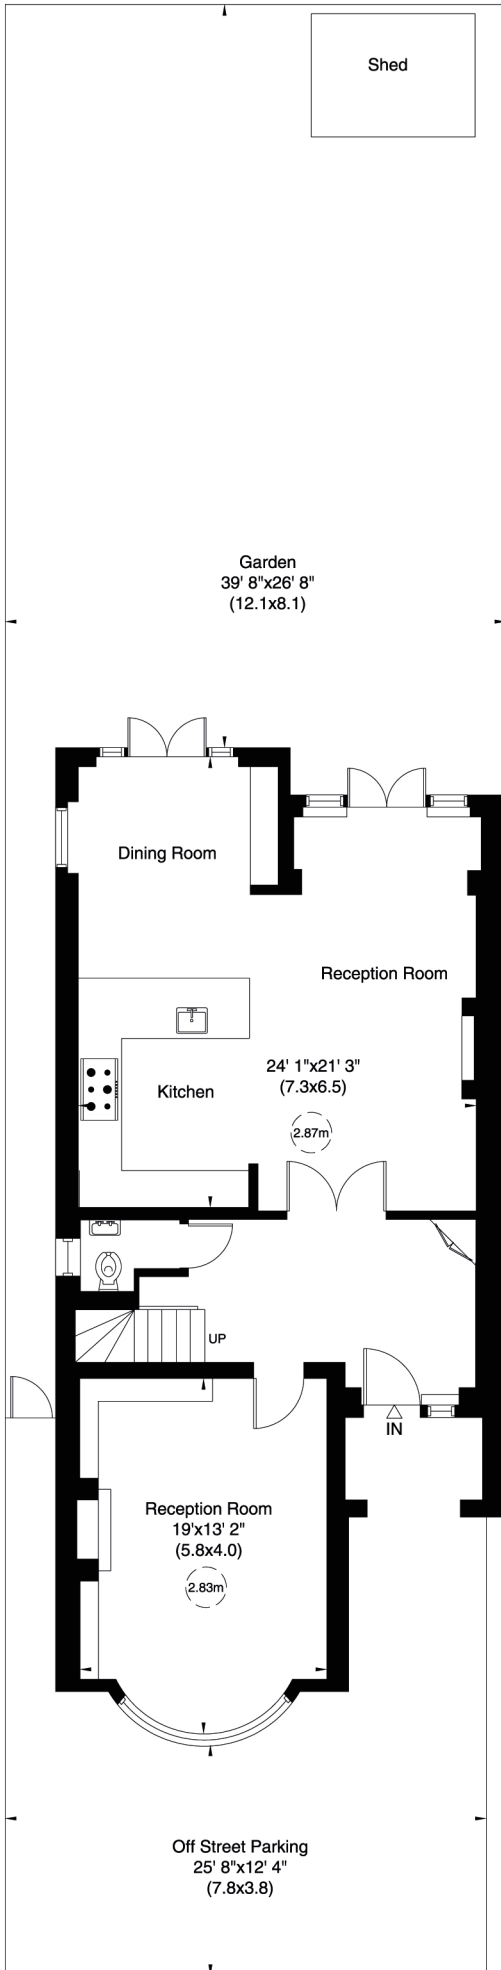 Shed
Garden
39' 8"x26' 8"
(12.1x8.1)
Dining Room
Reception Room
24' 1"x21' 3"
(7.3x6.5)
Kitchen
2.87m
UP
IN
Reception Room
19'x13' 2"
(5.8x4.0)
2.83m
Off Street Parking
25' 8"x12' 4"
(7.8x3.8)